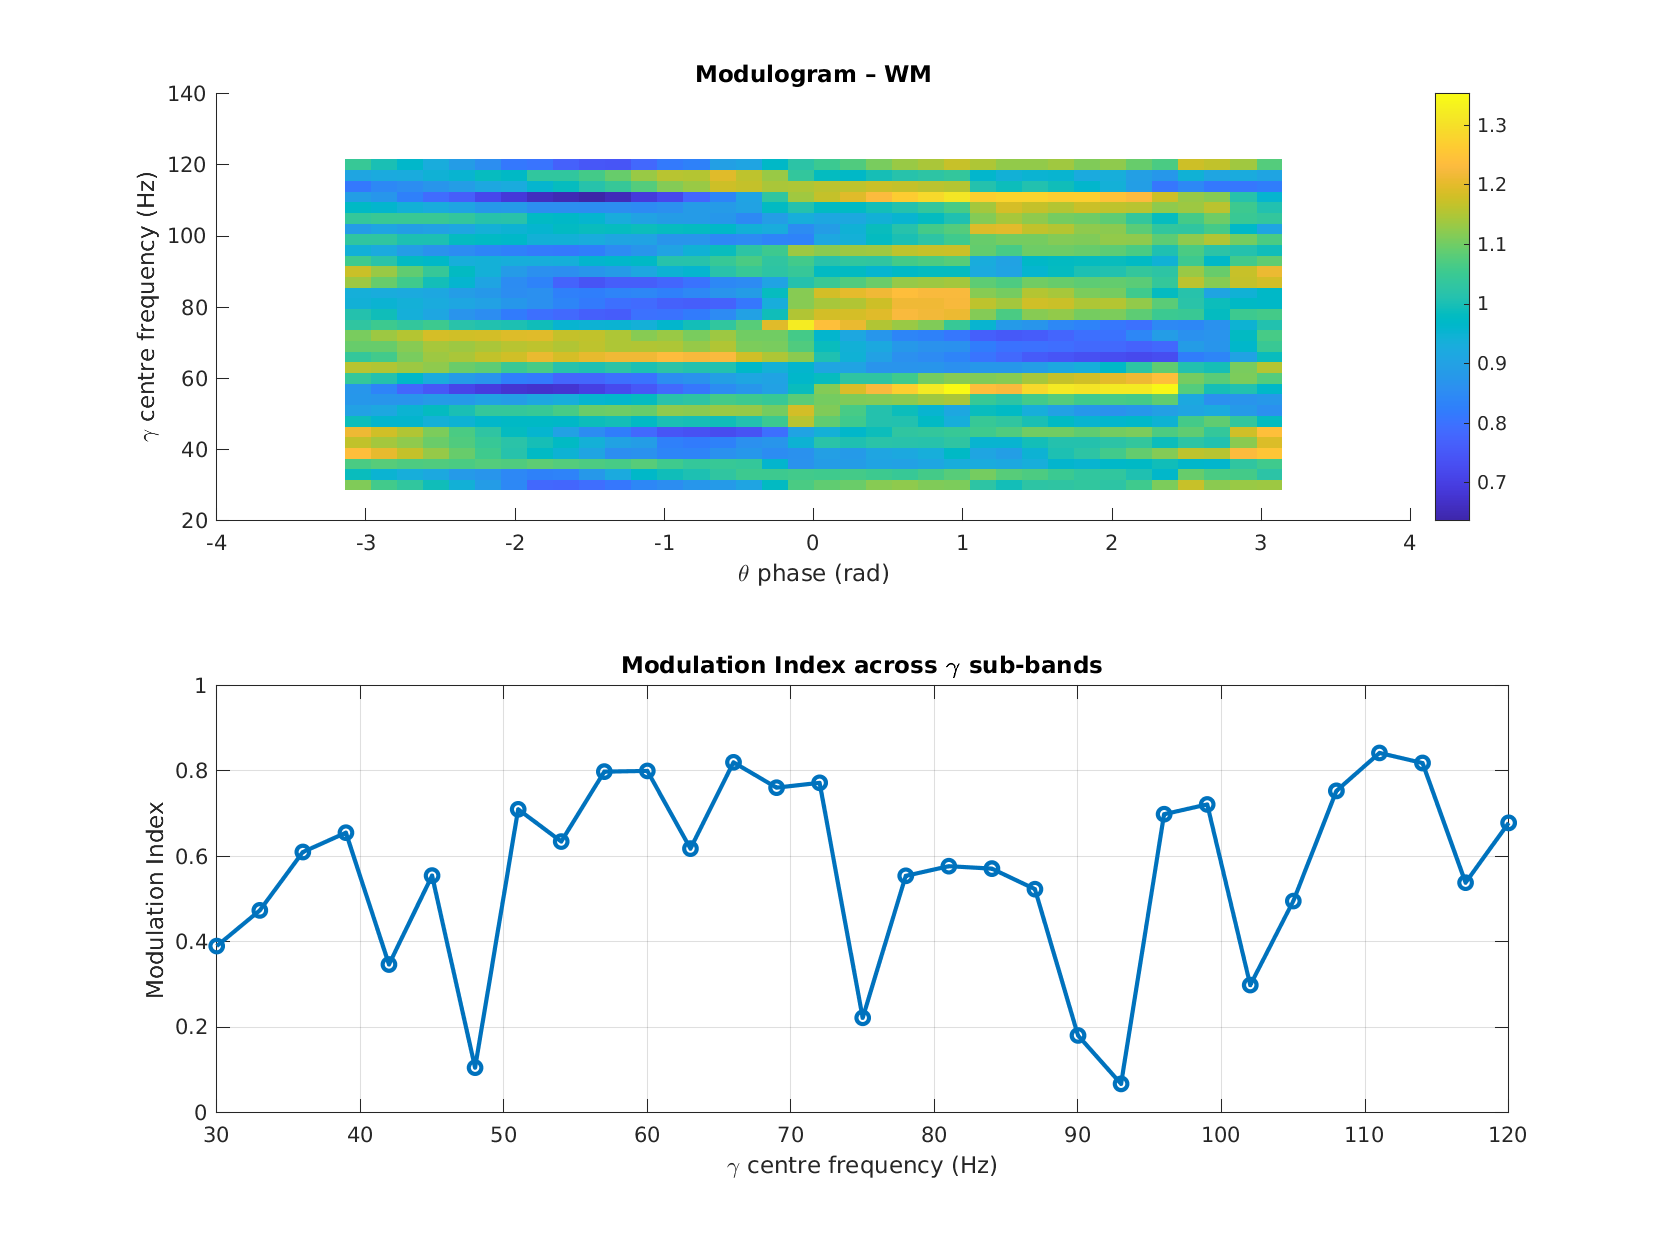 Modulogram – WM
140
120
100
80
60
40
20
γ centre frequency (Hz)
-4 -3 -2 -1 0 1 2 3 4
θ phase (rad)
1.3
1.2
1.1
1
0.9
0.8
0.7
Modulation Index across γ sub-bands
1
0.8
0.6
0.4
0.2
0
Modulation Index
30 40 50 60 70 80 90 100 110 120
γ centre frequency (Hz)